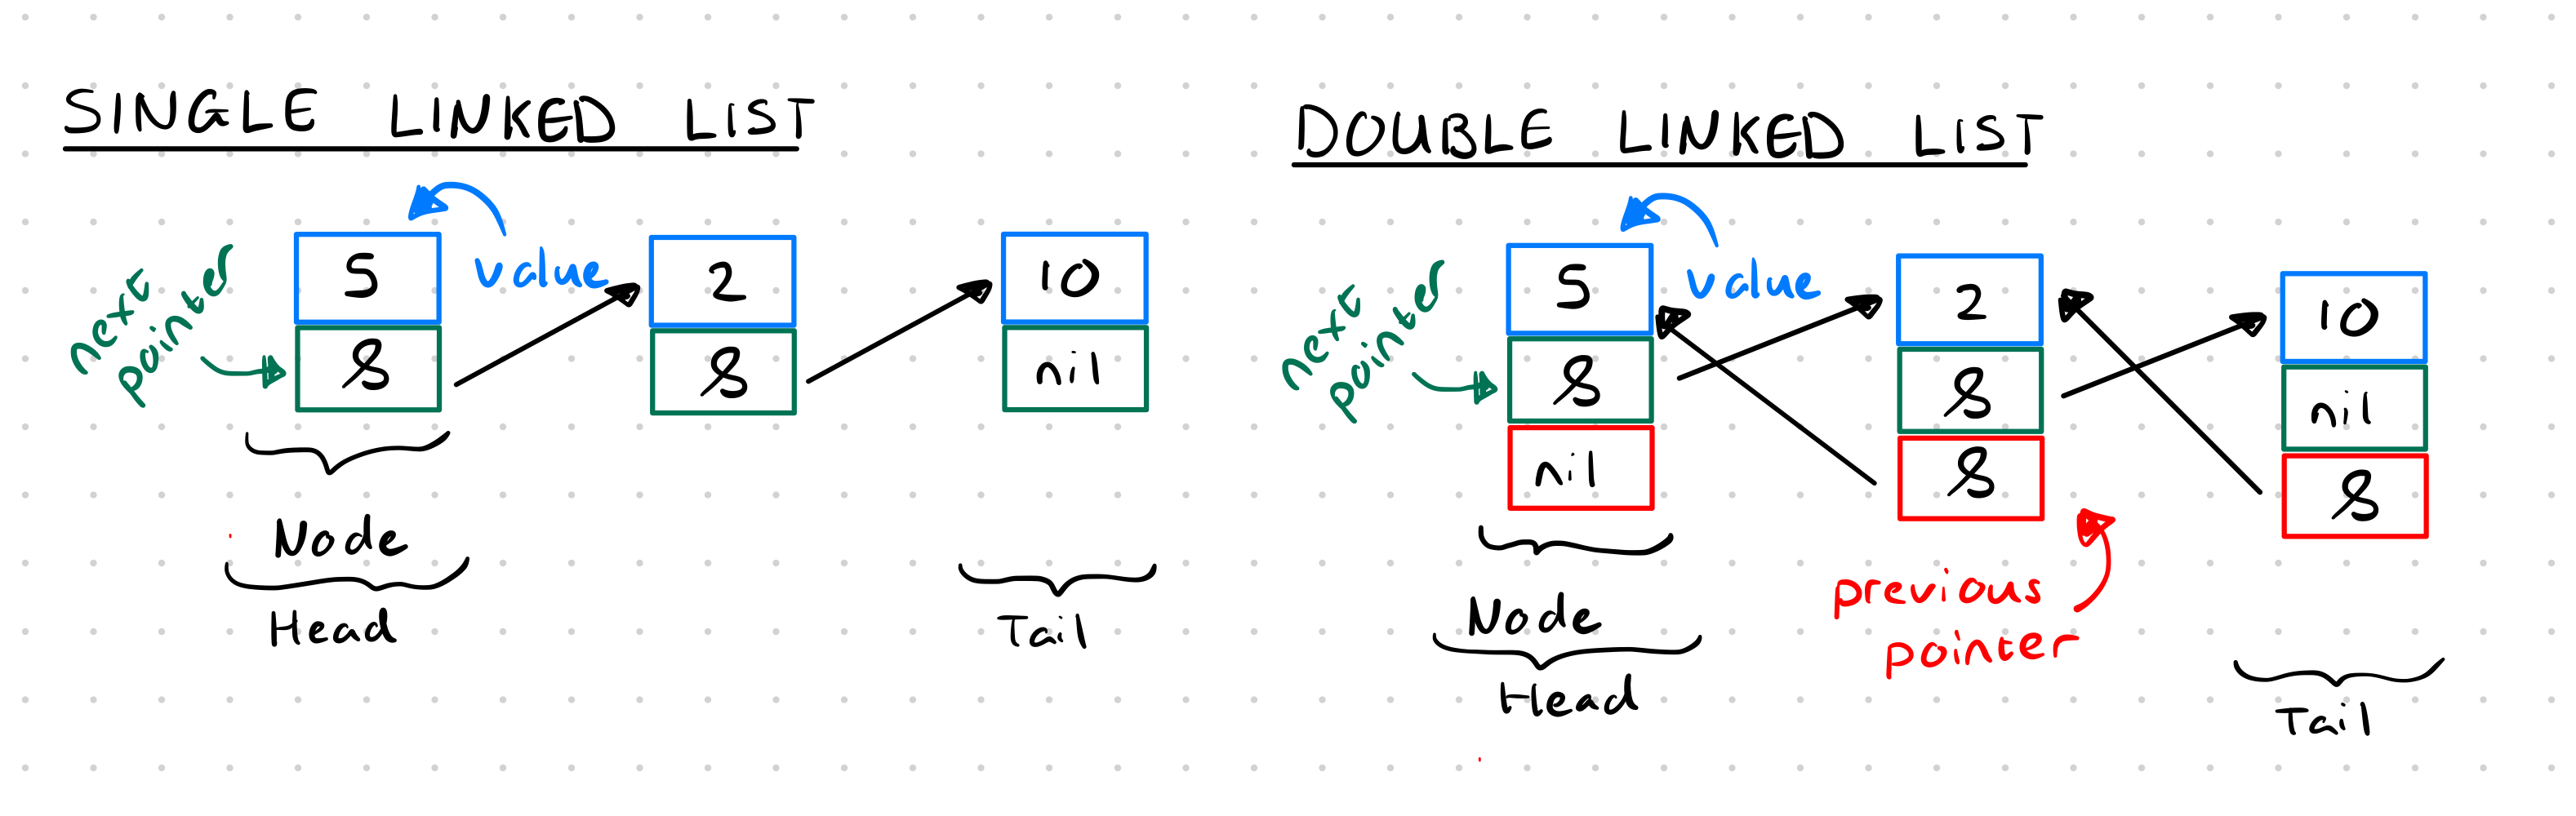 SINGLE LINKED LIST
value
next
pointer
5
2
10
&
&
nil
Node
Head
Tail
DOUBLE LINKED LIST
value
next
pointer
5
2
10
&
&
nil
nil
&
&
previous
pointer
Node
Head
Tail